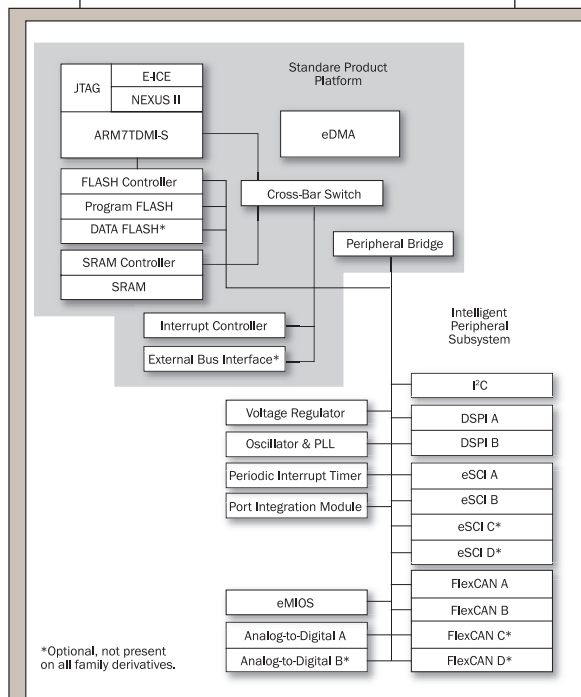 Standare Product
Platform
JTAG
E-ICE
NEXUS II
ARM7TDMI-S
eDMA
FLASH Controller
Program FLASH
DATA FLASH*
Cross-Bar Switch
Peripheral Bridge
SRAM Controller
SRAM
Interrupt Controller
External Bus Interface*
Intelligent
Peripheral
Subsystem
I²C
Voltage Regulator
DSPI A
Oscillator & PLL
DSPI B
Periodic Interrupt Timer
eSCI A
Port Integration Module
eSCI B
eSCI C*
eSCI D*
FlexCAN A
eMIOS
FlexCAN B
Analog-to-Digital A
FlexCAN C*
Analog-to-Digital B*
FlexCAN D*
*Optional, not present
on all family derivatives.